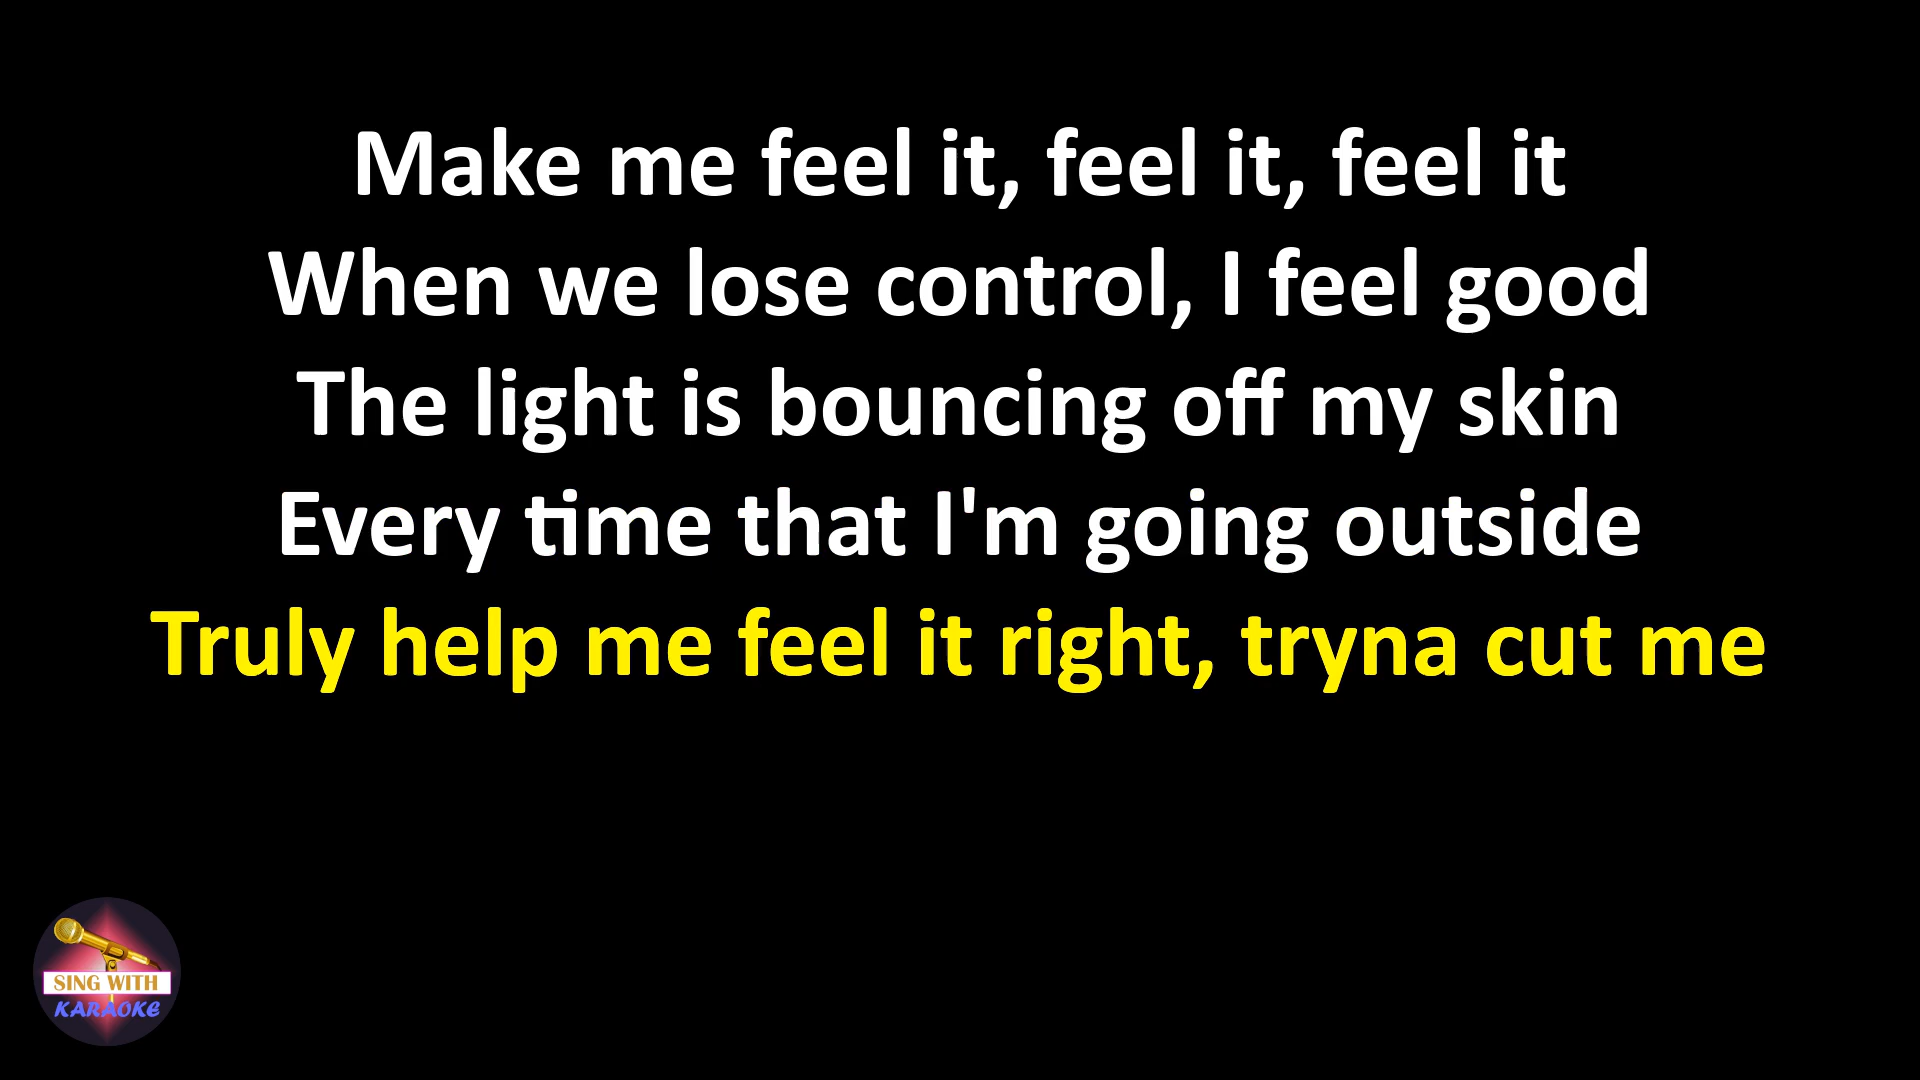 Make me feel it, feel it, feel it
When we lose control, I feel good
The light is bouncing off my skin
Every time that I'm going outside
Truly help me feel it right, tryna cut me
SING WITH
KARAOKE